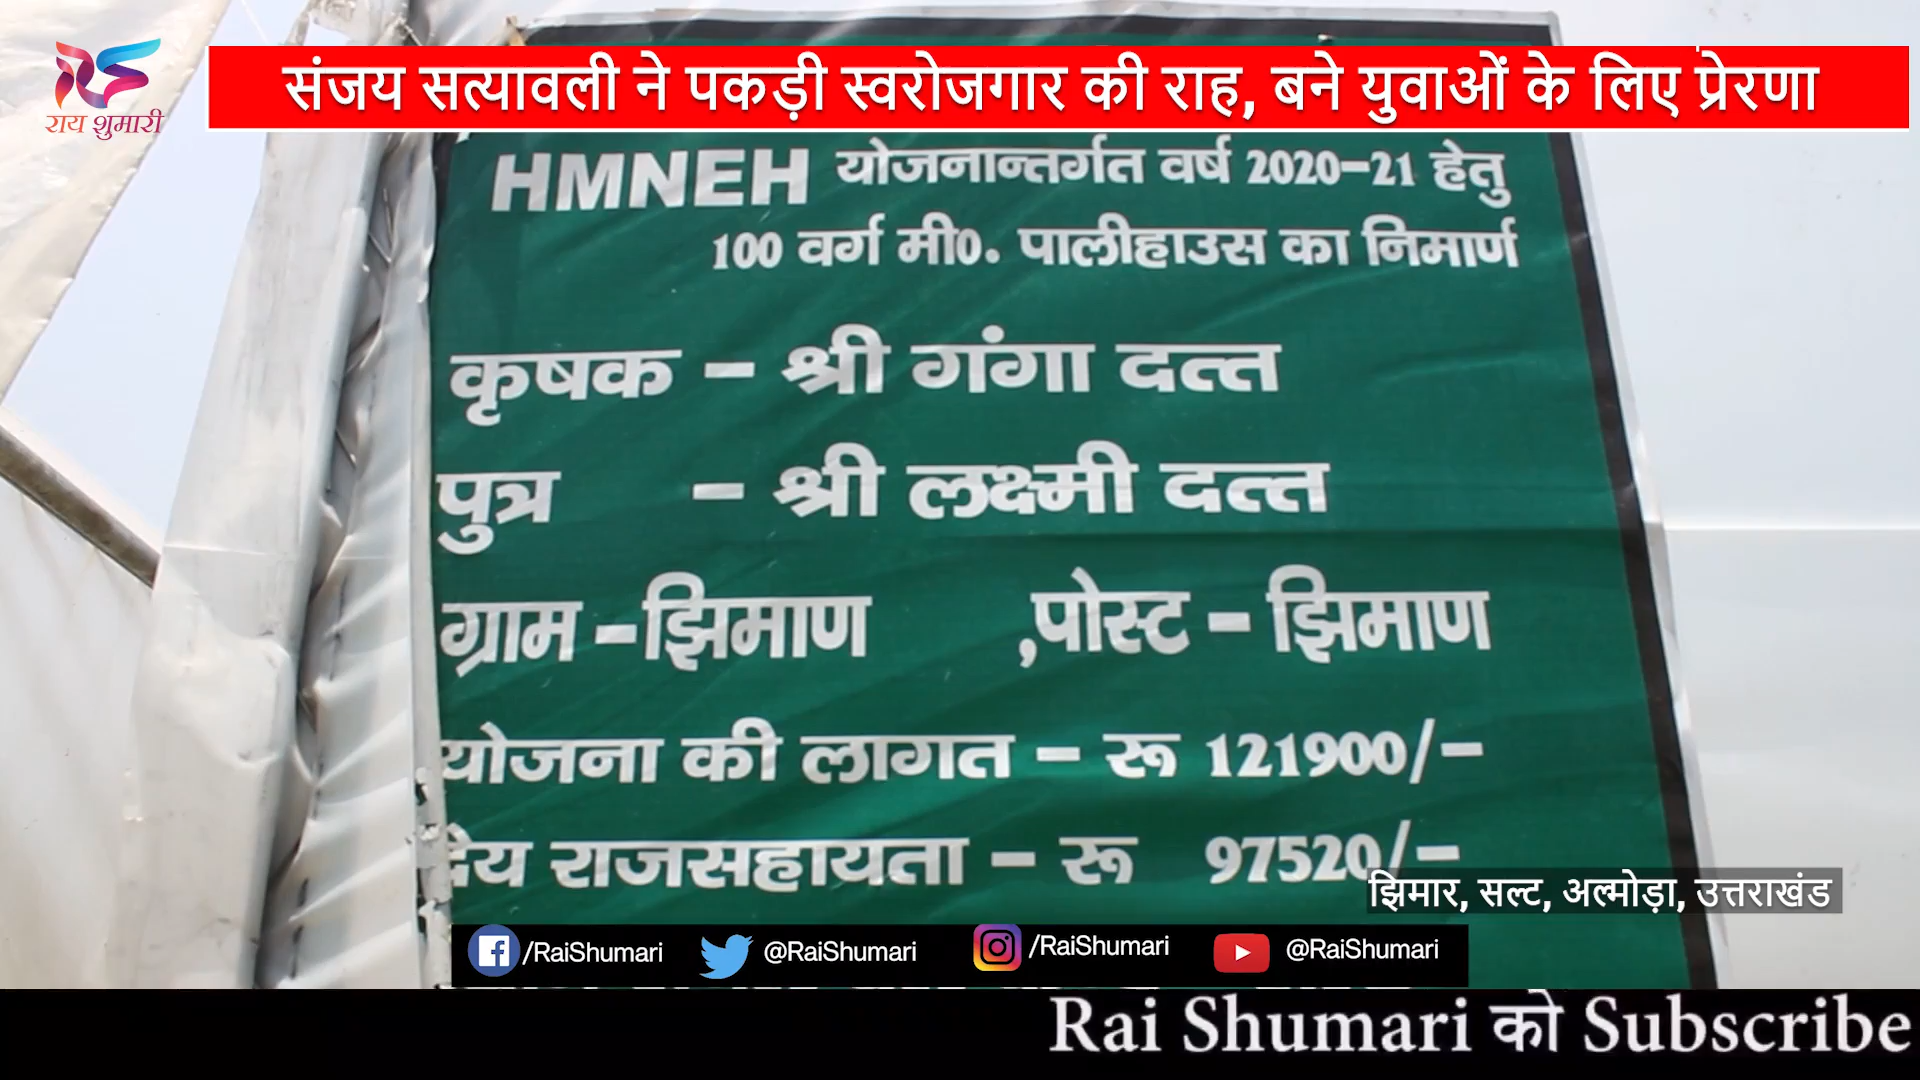 राय शुमारी
संजय सत्यावली ने पकड़ी स्वरोजगार की राह, बने युवाओं के लिए प्रेरणा
HMNEH योजनान्तर्गत वर्ष 2020-21 हेतु
100 वर्ग मी0. पालीहाउस का निमार्ण
कृषक - श्री गंगा दत्त
पुत्र - श्री लक्ष्मी दत्त
ग्राम - झिमाण ,पोस्ट - झिमाण
योजना की लागत - रू 121900/-
देय राजसहायता - रू 97520/-
झिमार, सल्ट, अल्मोड़ा, उत्तराखंड
/RaiShumari @RaiShumari /RaiShumari @RaiShumari
Rai Shumari को Subscribe